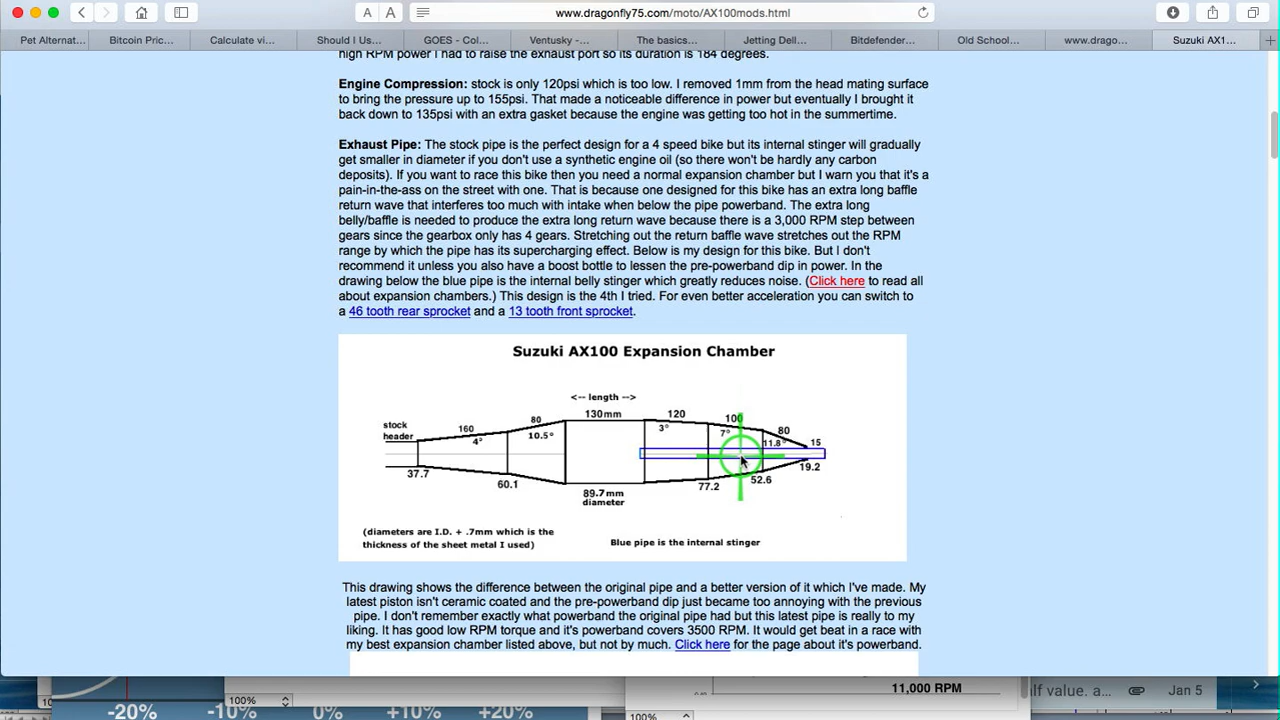 www.dragonfly75.com/moto/AX100mods.html
Pet Alternat... Bitcoin Pric... Calculate vi... Should I Us... GOES - Col... Ventusky -... The basics... Jetting Dell... Bitdefender... Old School... www.drago... Suzuki AX1...
high RPM power I had to raise the exhaust port so its duration is 184 degrees.
Engine Compression: stock is only 120psi which is too low. I removed 1mm from the head mating surface
to bring the pressure up to 155psi. That made a noticeable difference in power but eventually I brought it
back down to 135psi with an extra gasket because the engine was getting too hot in the summertime.
Exhaust Pipe: The stock pipe is the perfect design for a 4 speed bike but its internal stinger will gradually
get smaller in diameter if you don't use a synthetic engine oil (so there won't be hardly any carbon
deposits). If you want to race this bike then you need a normal expansion chamber but I warn you that it's a
pain-in-the-ass on the street with one. That is because one designed for this bike has an extra long baffle
return wave that interferes too much with intake when below the pipe powerband. The extra long
belly/baffle is needed to produce the extra long return wave because there is a 3,000 RPM step between
gears since the gearbox only has 4 gears. Stretching out the return baffle wave stretches out the RPM
range by which the pipe has its supercharging effect. Below is my design for this bike. But I don't
recommend it unless you also have a boost bottle to lessen the pre-powerband dip in power. In the
drawing below the blue pipe is the internal belly stinger which greatly reduces noise. (Click here to read all
about expansion chambers.) This design is the 4th I tried. For even better acceleration you can switch to
a 46 tooth rear sprocket and a 13 tooth front sprocket.
Suzuki AX100 Expansion Chamber
<-- length -->
stock
header
160 80 130mm 120 100 80 15
4° 10.5° 3° 7° 11.8°
37.7 60.1 89.7mm
diameter
77.2 52.6 19.2
(diameters are I.D. + .7mm which is the
thickness of the sheet metal I used)
Blue pipe is the internal stinger
This drawing shows the difference between the original pipe and a better version of it which I've made. My
latest piston isn't ceramic coated and the pre-powerband dip just became too annoying with the previous
pipe. I don't remember exactly what powerband the original pipe had but this latest pipe is really to my
liking. It has good low RPM torque and it's powerband covers 3500 RPM. It would get beat in a race with
my best expansion chamber listed above, but not by much. Click here for the page about it's powerband.
100% 11,000 RPM
-20% -10% 0% +10% +20%
100%
lf value. a... Jan 5